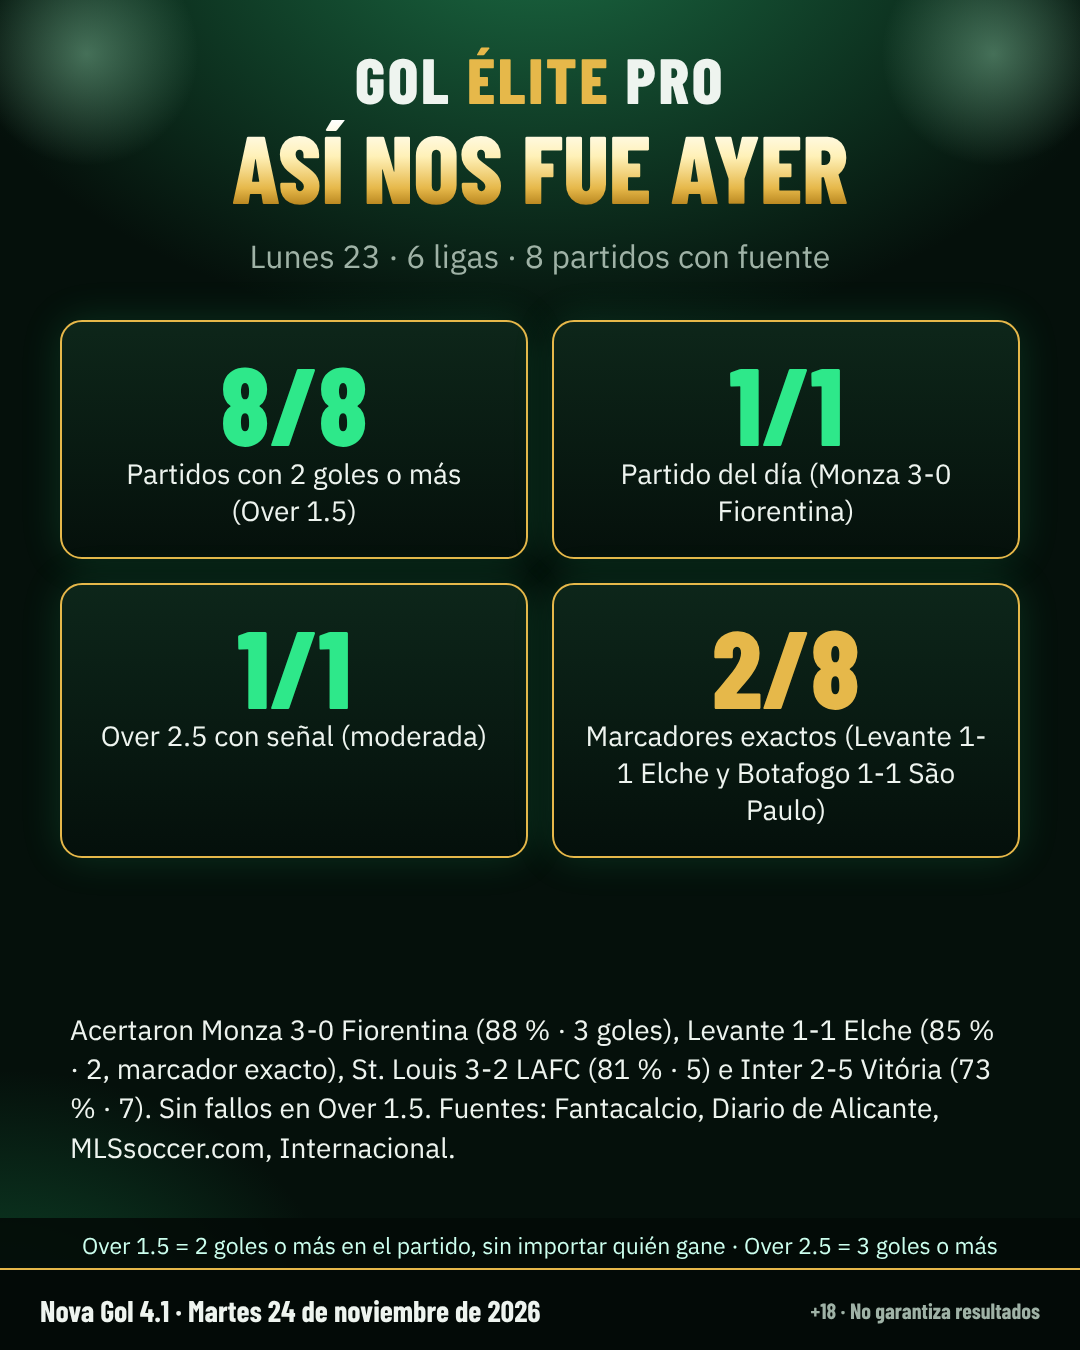 GOL ÉLITE PRO
ASÍ NOS FUE AYER
Lunes 23 · 6 ligas · 8 partidos con fuente
8/8
Partidos con 2 goles o más
(Over 1.5)
1/1
Partido del día (Monza 3-0
Fiorentina)
1/1
Over 2.5 con señal (moderada)
2/8
Marcadores exactos (Levante 1-
1 Elche y Botafogo 1-1 São
Paulo)
Acertaron Monza 3-0 Fiorentina (88 % · 3 goles), Levante 1-1 Elche (85 %
· 2, marcador exacto), St. Louis 3-2 LAFC (81 % · 5) e Inter 2-5 Vitória (73
% · 7). Sin fallos en Over 1.5. Fuentes: Fantacalcio, Diario de Alicante,
MLSsoccer.com, Internacional.
Over 1.5 = 2 goles o más en el partido, sin importar quién gane · Over 2.5 = 3 goles o más
Nova Gol 4.1 · Martes 24 de noviembre de 2026
+18 · No garantiza resultados